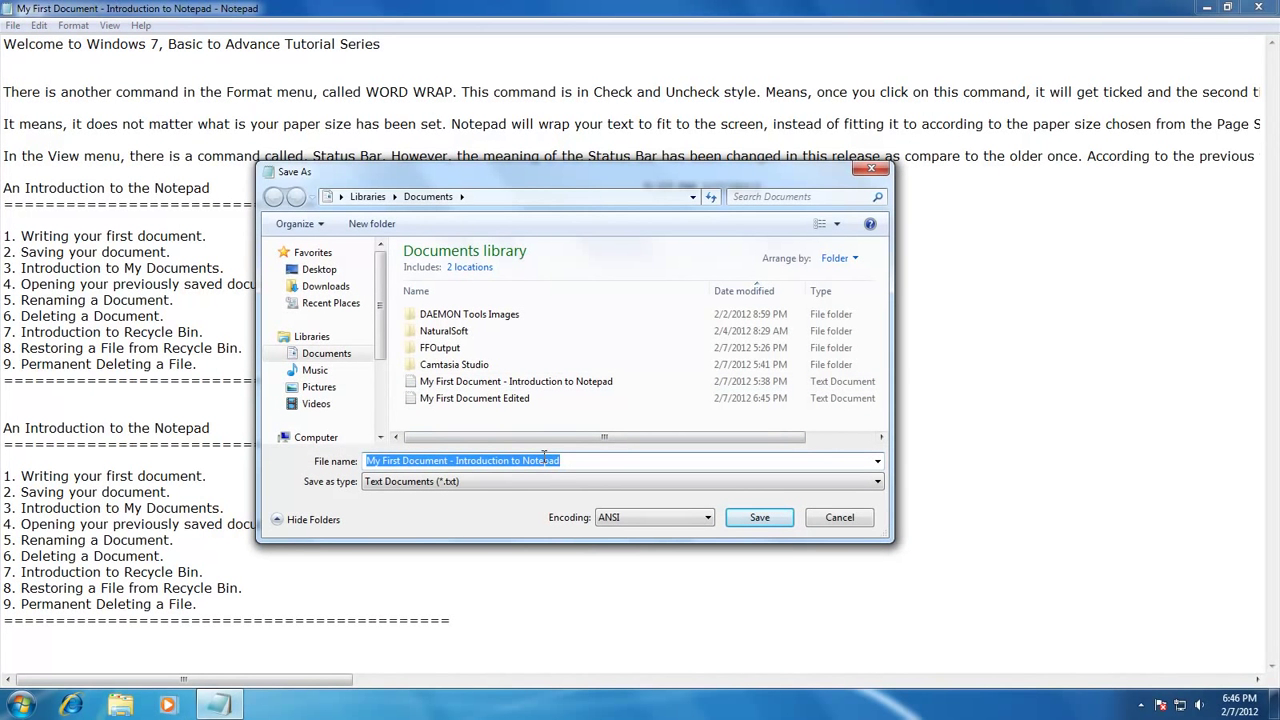 My First Document - Introduction to Notepad - Notepad
File Edit Format View Help
Welcome to Windows 7, Basic to Advance Tutorial Series
There is another command in the Format menu, called WORD WRAP. This command is in Check and Uncheck style. Means, once you click on this command, it will get ticked and the second
It means, it does not matter what is your paper size has been set. Notepad will wrap your text to fit to the screen, instead of fitting it to according to the paper size chosen from the Page S
In the View menu, there is a command called, Status Bar. However, the meaning of the Status Bar has been changed in this release as compare to the older once. According to the previous
An Introduction to the Notepad
1. Writing your first document.
2. Saving your document.
3. Introduction to My Documents.
4. Opening your previously saved docu
5. Renaming a Document.
6. Deleting a Document.
7. Introduction to Recycle Bin.
8. Restoring a File from Recycle Bin.
9. Permanent Deleting a File.
An Introduction to the Notepad
1. Writing your first document.
2. Saving your document.
3. Introduction to My Documents.
4. Opening your previously saved docu
5. Renaming a Document.
6. Deleting a Document.
7. Introduction to Recycle Bin.
8. Restoring a File from Recycle Bin.
9. Permanent Deleting a File.
==========================================
Save As
Libraries Documents
Search Documents
Organize New folder
Favorites
Desktop
Downloads
Recent Places
Libraries
Documents
Music
Pictures
Videos
Computer
Documents library
Includes: 2 locations
Arrange by: Folder
Name Date modified Type
DAEMON Tools Images 2/2/2012 8:59 PM File folder
NaturalSoft 2/4/2012 8:29 AM File folder
FFOutput 2/7/2012 5:26 PM File folder
Camtasia Studio 2/7/2012 5:41 PM File folder
My First Document - Introduction to Notepad 2/7/2012 5:38 PM Text Document
My First Document Edited 2/7/2012 6:45 PM Text Document
File name: My First Document - Introduction to Notepad
Save as type: Text Documents (*.txt)
Hide Folders
Encoding: ANSI
Save
Cancel
6:46 PM
2/7/2012